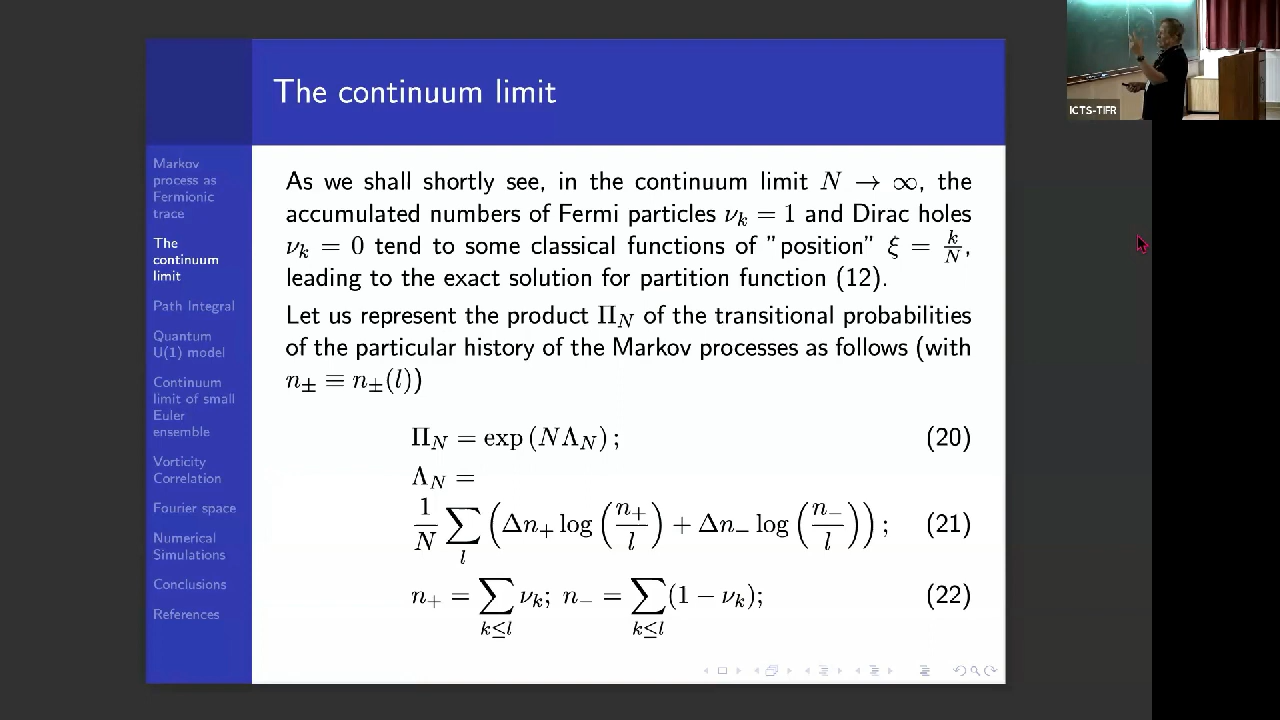 The continuum limit
ICTS-TIFR
Markov
process as
Fermionic
trace
The
continuum
limit
Path Integral
Quantum
U(1) model
Continuum
limit of small
Euler
ensemble
Vorticity
Correlation
Fourier space
Numerical
Simulations
Conclusions
References
As we shall shortly see, in the continuum limit N → ∞, the
accumulated numbers of Fermi particles ν_k = 1 and Dirac holes
ν_k = 0 tend to some classical functions of "position" ξ = k/N,
leading to the exact solution for partition function (12).
Let us represent the product Π_N of the transitional probabilities
of the particular history of the Markov processes as follows (with
n_± ≡ n_±(l))
Π_N = exp (NΛ_N) ; (20)
Λ_N =
1/N ∑_l (Δn_+ log (n_+/l) + Δn_− log (n_−/l)) ; (21)
n_+ = ∑_{k≤l} ν_k; n_− = ∑_{k≤l} (1 − ν_k); (22)